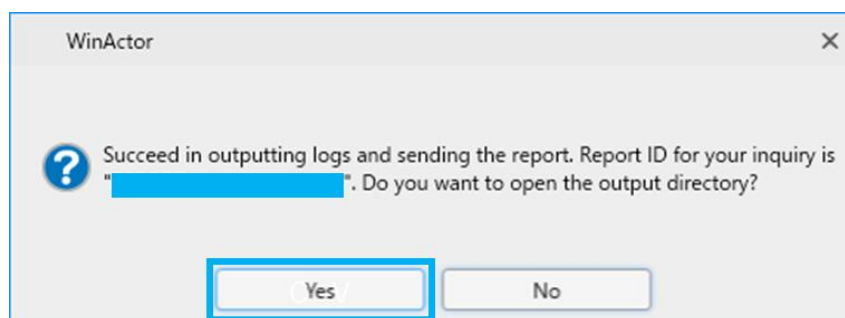 WinActor
Succeed in outputting logs and sending the report. Report ID for your inquiry is
"". Do you want to open the output directory?
Yes
No